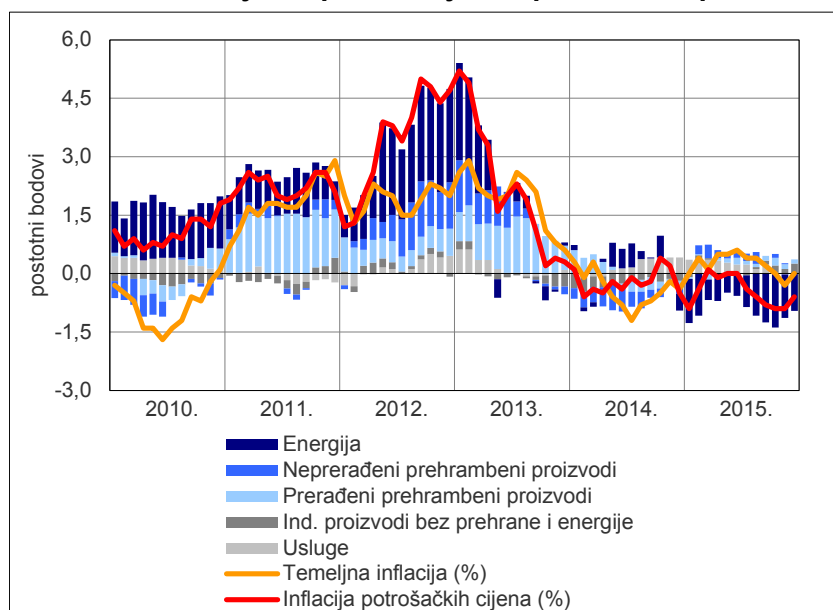 6,0
4,5
3,0
1,5
0,0
-1,5
-3,0
postotni bodovi
2010. 2011. 2012. 2013. 2014. 2015.
Energija
Neprerađeni prehrambeni proizvodi
Prerađeni prehrambeni proizvodi
Ind. proizvodi bez prehrane i energije
Usluge
Temeljna inflacija (%)
Inflacija potrošačkih cijena (%)